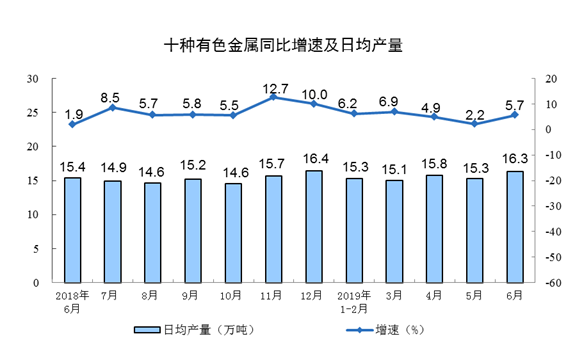 十种有色金属同比增速及日均产量
30 20
25 10
20 0
15 -10
10 -20
5 -30
0 -40
-50
-60
1.9 8.5 5.7 5.8 5.5 12.7 10.0 6.2 6.9 4.9 2.2 5.7
15.4 14.9 14.6 15.2 14.6 15.7 16.4 15.3 15.1 15.8 15.3 16.3
2018年 7月 8月 9月 10月 11月 12月 2019年 3月 4月 5月 6月
6月 1-2月
日均产量（万吨） 增速（%）